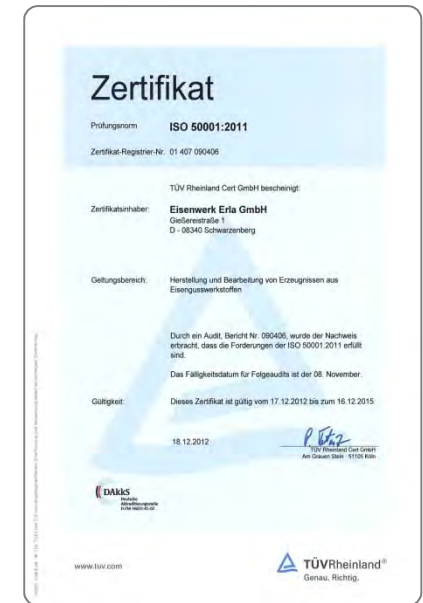 Zertifikat
Prüfungsnorm ISO 50001:2011
Zertifikat-Registrier-Nr. 01 407 090406
TÜV Rheinland Cert GmbH bescheinigt:
Zertifikatsinhaber: Eisenwerk Erla GmbH
Gießereistraße 1
D - 08340 Schwarzenberg
Geltungsbereich: Herstellung und Bearbeitung von Erzeugnissen aus
Eisengusswerkstoffen
Durch ein Audit, Bericht Nr. 090406, wurde der Nachweis
erbracht, dass die Forderungen der ISO 50001:2011 erfüllt
sind.
Das Fälligkeitsdatum für Folgeaudits ist der 08. November.
Gültigkeit: Dieses Zertifikat ist gültig vom 17.12.2012 bis zum 16.12.2015
18.12.2012
TÜV Rheinland Cert GmbH
Am Grauen Stein · 51105 Köln
DAkkS
Deutsche
Akkreditierungsstelle
www.tuv.com
TÜVRheinland®
Genau. Richtig.